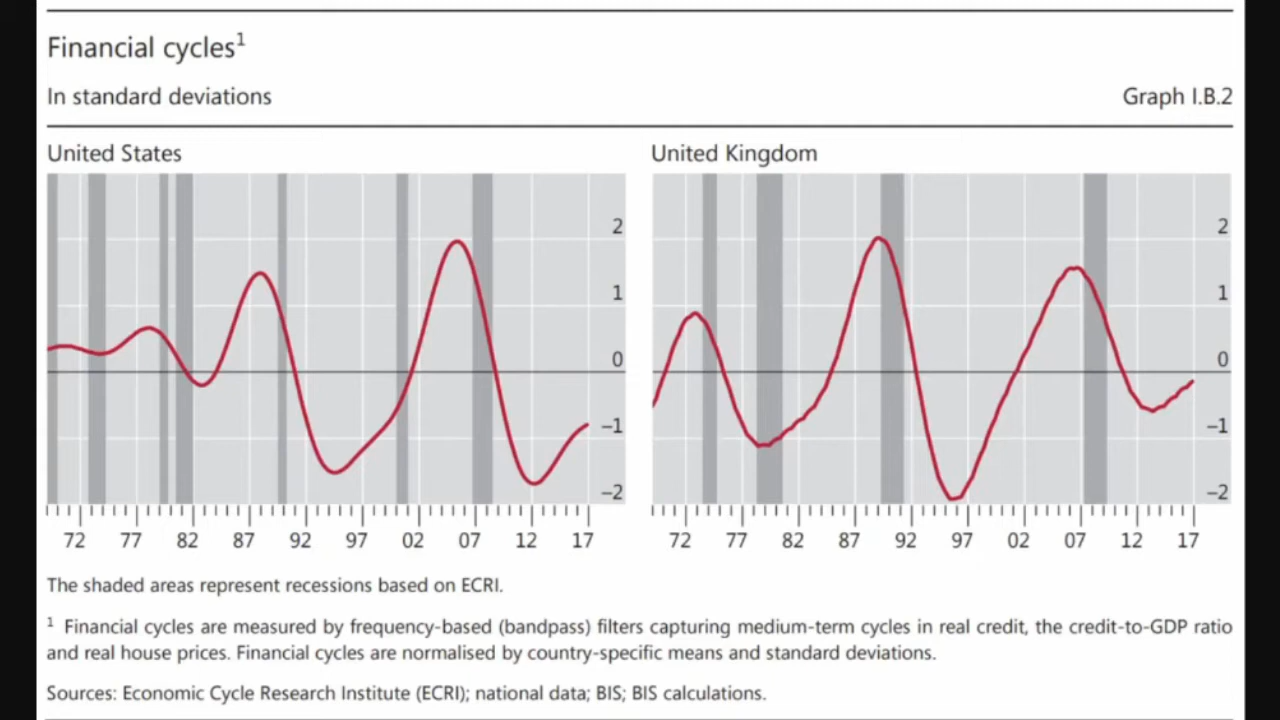 Financial cycles¹
In standard deviations
Graph I.B.2
United States
2
1
0
−1
−2
72 77 82 87 92 97 02 07 12 17
United Kingdom
2
1
0
−1
−2
72 77 82 87 92 97 02 07 12 17
The shaded areas represent recessions based on ECRI.
¹ Financial cycles are measured by frequency-based (bandpass) filters capturing medium-term cycles in real credit, the credit-to-GDP ratio
and real house prices. Financial cycles are normalised by country-specific means and standard deviations.
Sources: Economic Cycle Research Institute (ECRI); national data; BIS; BIS calculations.